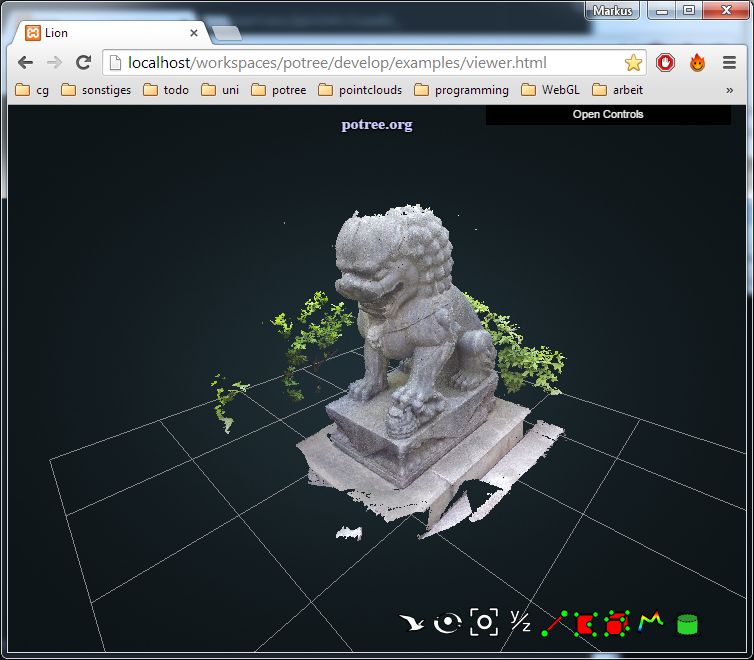 Markus
Lion
localhost/workspaces/potree/develop/examples/viewer.html
cg sonstiges todo uni potree pointclouds programming WebGL arbeit »
potree.org
Open Controls
y/z